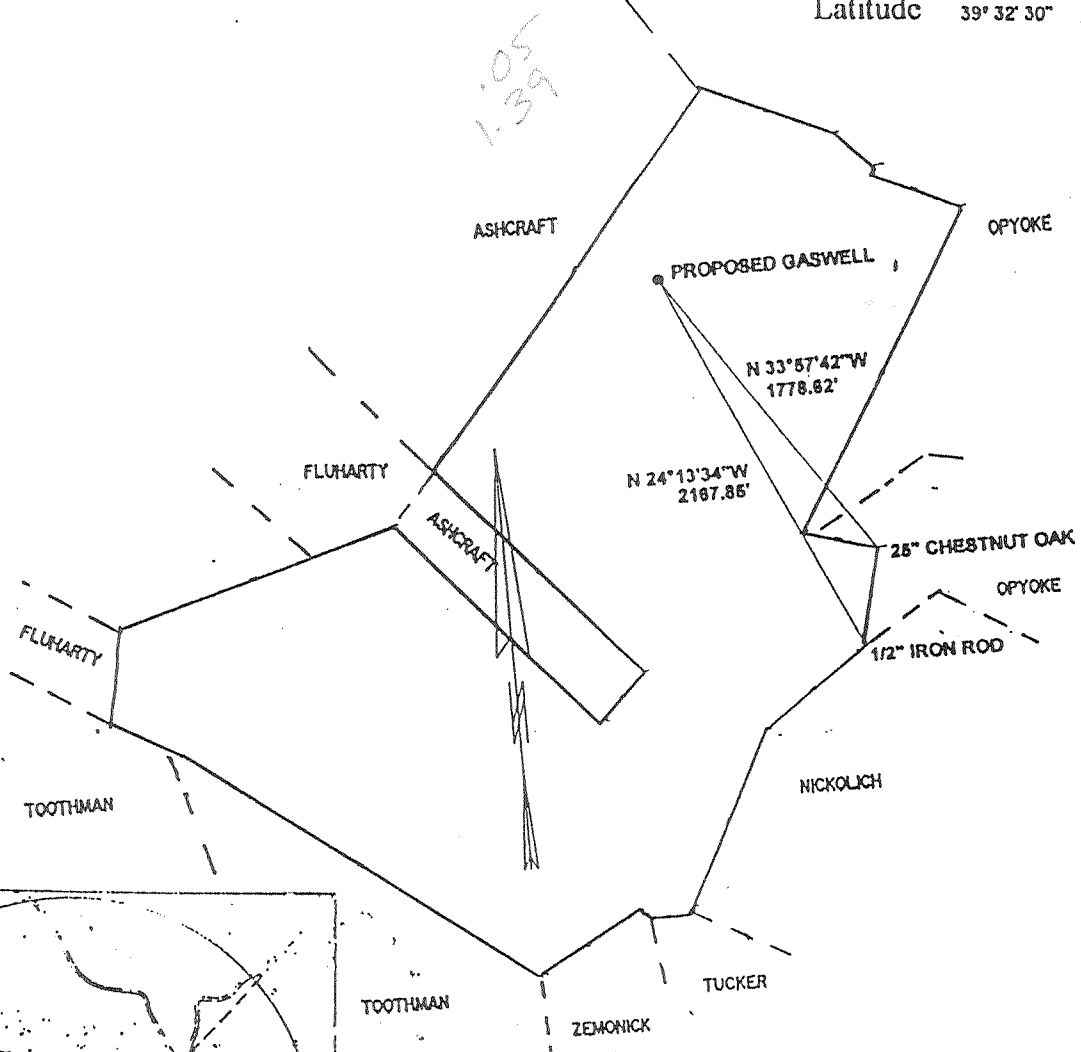 Latitude 39° 32' 30"
.05
1.39
ASHCRAFT
OPYOKE
PROPOSED GASWELL
N 33°57'42"W
1778.62'
FLUHARTY
N 24°13'34"W
2167.85'
ASHCRAFT
25" CHESTNUT OAK
OPYOKE
FLUHARTY
1/2" IRON ROD
NICKOLICH
TOOTHMAN
TUCKER
TOOTHMAN
ZEMONICK